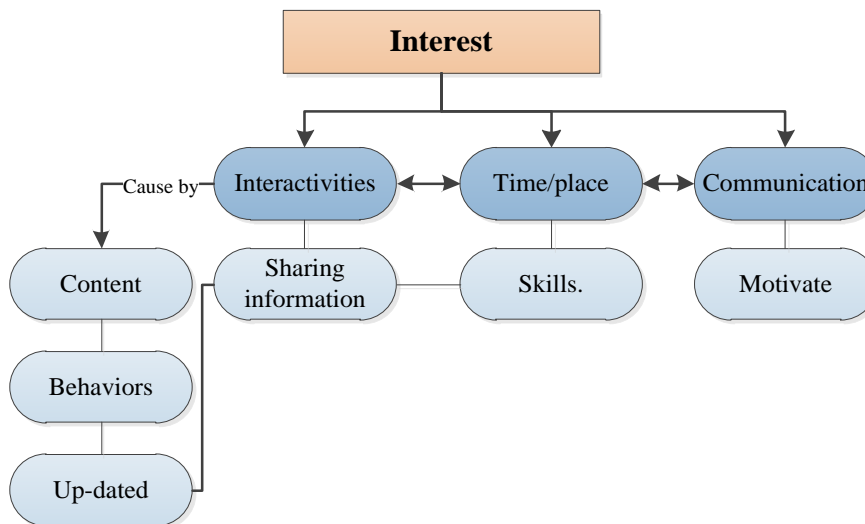 Interest
Cause by
Interactivities
Time/place
Communication
Content
Sharing
information
Skills.
Motivate
Behaviors
Up-dated